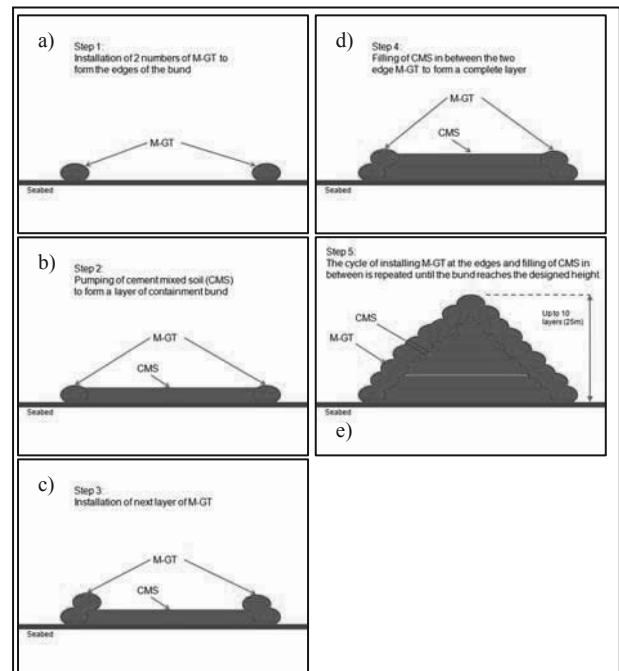 a)
Step 1:
Installation of 2 numbers of M-GT to
form the edges of the bund
M-GT
Seabed
b)
Step 2:
Pumping of cement mixed soil (CMS)
to form a layer of containment bund
M-GT
CMS
Seabed
c)
Step 3:
Installation of next layer of M-GT
M-GT
CMS
Seabed
d)
Step 4:
Filling of CMS in between the two
edge M-GT to form a complete layer
M-GT
CMS
Seabed
Step 5:
The cycle of installing M-GT at the edges and filling of CMS in
between is repeated until the bund reaches the designed height
CMS
M-GT
Up to 10
layers (25m)
Seabed
e)